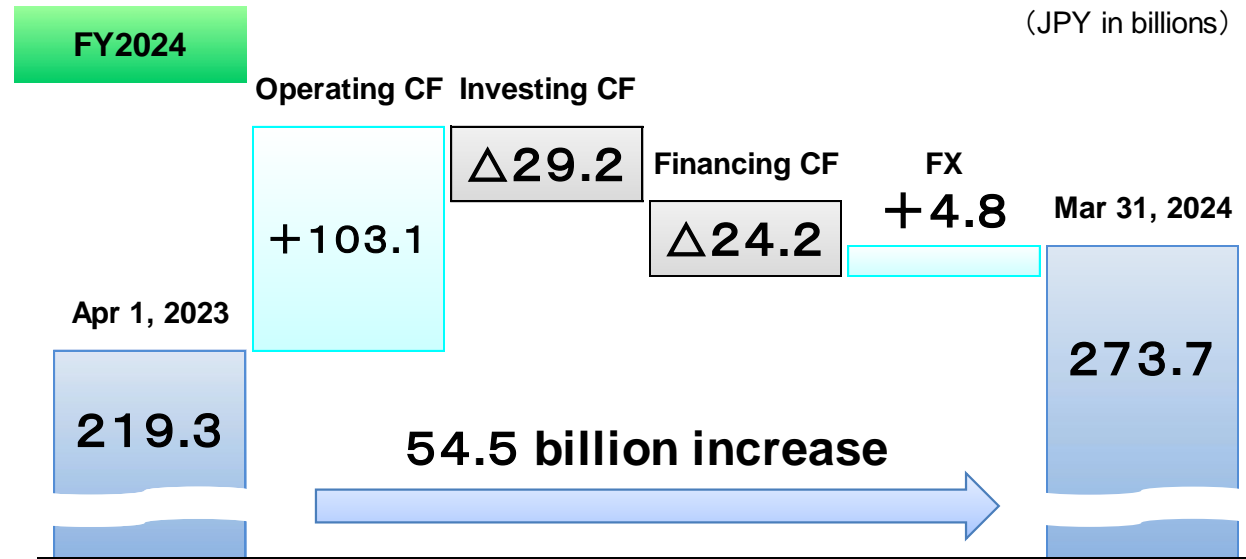 FY2024
（JPY in billions）
Operating CF
Investing CF
△29.2
Financing CF
FX
＋4.8
Mar 31, 2024
＋103.1
△24.2
Apr 1, 2023
273.7
219.3
54.5 billion increase